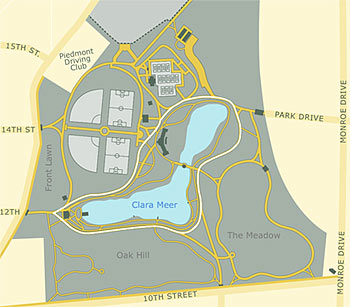 15TH ST.
Piedmont
Driving
Club
MONROE DRIVE
PARK DRIVE
14TH ST
Front Lawn
Clara Meer
12TH
The Meadow
Oak Hill
MONROE DRIVE
10TH STREET